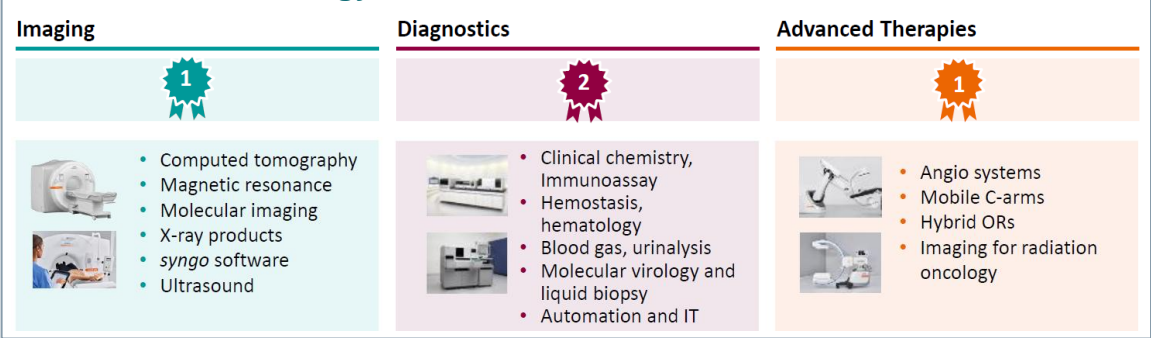 Imaging
1
• Computed tomography
• Magnetic resonance
• Molecular imaging
• X-ray products
• syngo software
• Ultrasound
Diagnostics
2
• Clinical chemistry,
Immunoassay
• Hemostasis,
hematology
• Blood gas, urinalysis
• Molecular virology and
liquid biopsy
• Automation and IT
Advanced Therapies
1
• Angio systems
• Mobile C-arms
• Hybrid ORs
• Imaging for radiation
oncology